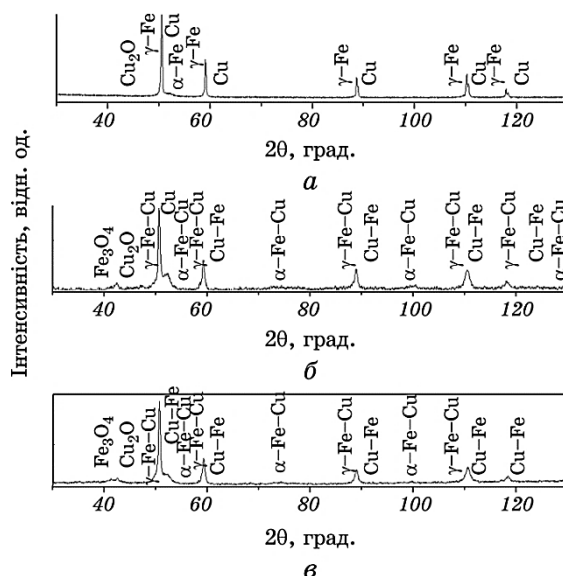 Інтенсивність, відн. од.
Cu₂O γ–Fe Cu α–Fe γ–Fe Cu γ–Fe Cu γ–Fe Cu γ–Fe Cu
40 60 80 100 120
2θ, град.
а
Fe₃O₄ Cu₂O γ–Fe–Cu Cu α–Fe–Cu γ–Fe–Cu Cu–Fe α–Fe–Cu γ–Fe–Cu Cu–Fe α–Fe–Cu γ–Fe–Cu Cu–Fe γ–Fe–Cu Cu–Fe α–Fe–Cu
40 60 80 100 120
2θ, град.
б
Fe₃O₄ Cu₂O γ–Fe–Cu Cu–Fe α–Fe–Cu γ–Fe–Cu Cu–Fe α–Fe–Cu γ–Fe–Cu Cu–Fe α–Fe–Cu γ–Fe–Cu Cu–Fe Cu–Fe
40 60 80 100 120
2θ, град.
в